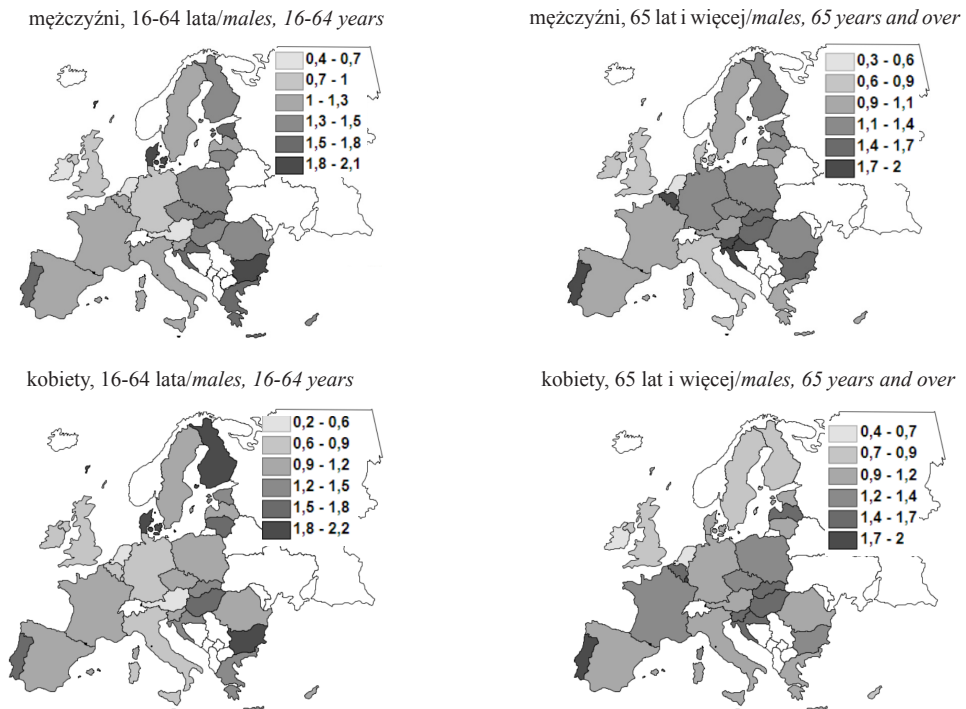 mężczyźni, 16-64 lata/males, 16-64 years
0,4 - 0,7
0,7 - 1
1 - 1,3
1,3 - 1,5
1,5 - 1,8
1,8 - 2,1
mężczyźni, 65 lat i więcej/males, 65 years and over
0,3 - 0,6
0,6 - 0,9
0,9 - 1,1
1,1 - 1,4
1,4 - 1,7
1,7 - 2
kobiety, 16-64 lata/males, 16-64 years
0,2 - 0,6
0,6 - 0,9
0,9 - 1,2
1,2 - 1,5
1,5 - 1,8
1,8 - 2,2
kobiety, 65 lat i więcej/males, 65 years and over
0,4 - 0,7
0,7 - 0,9
0,9 - 1,2
1,2 - 1,4
1,4 - 1,7
1,7 - 2